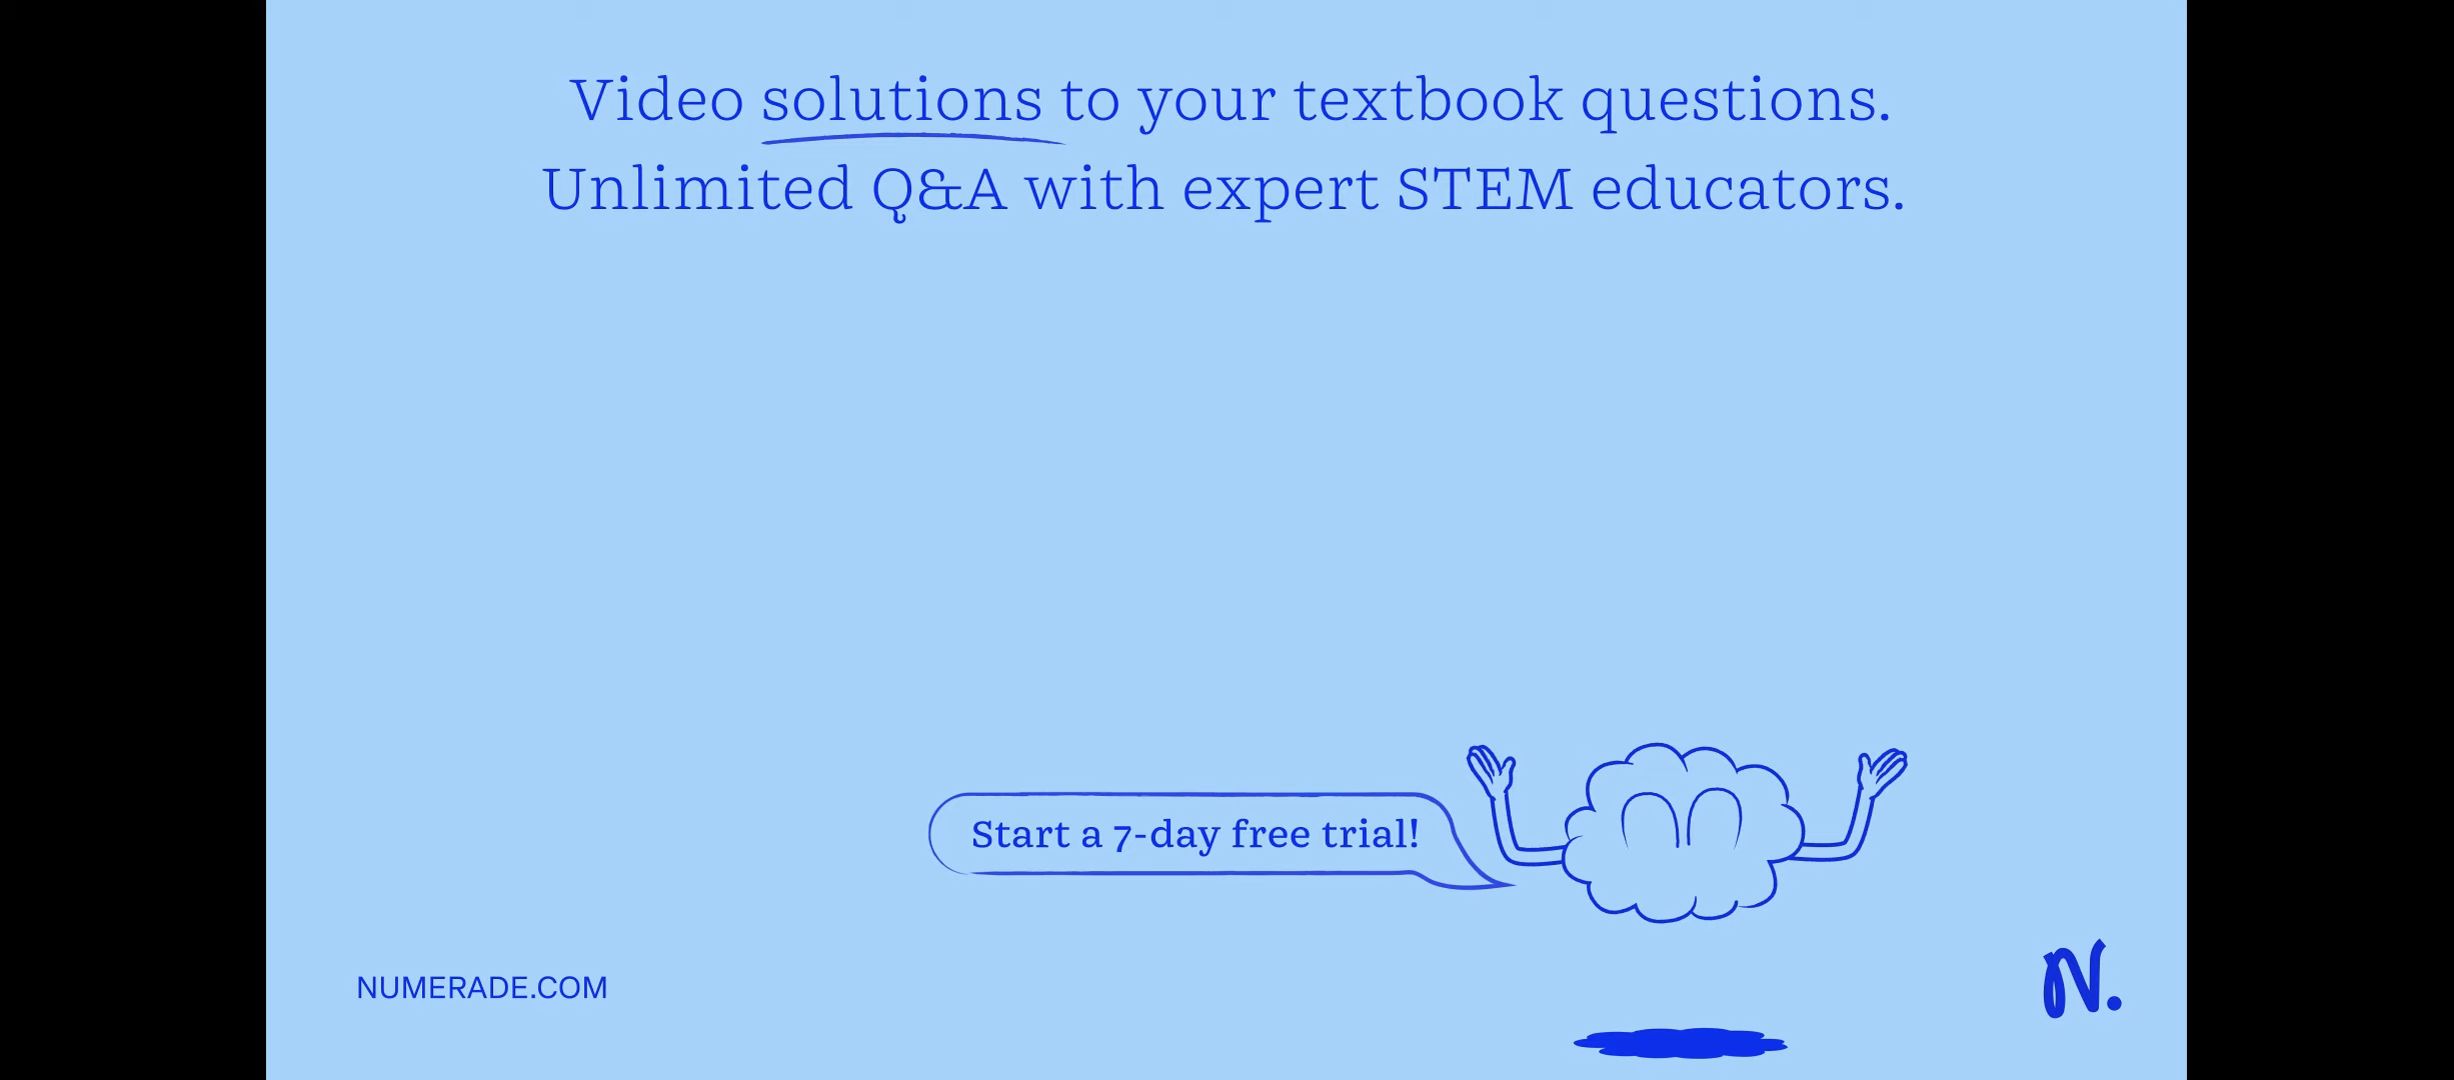 Video solutions to your textbook questions.
Unlimited Q&A with expert STEM educators.
Start a 7-day free trial!
NUMERADE.COM
N.